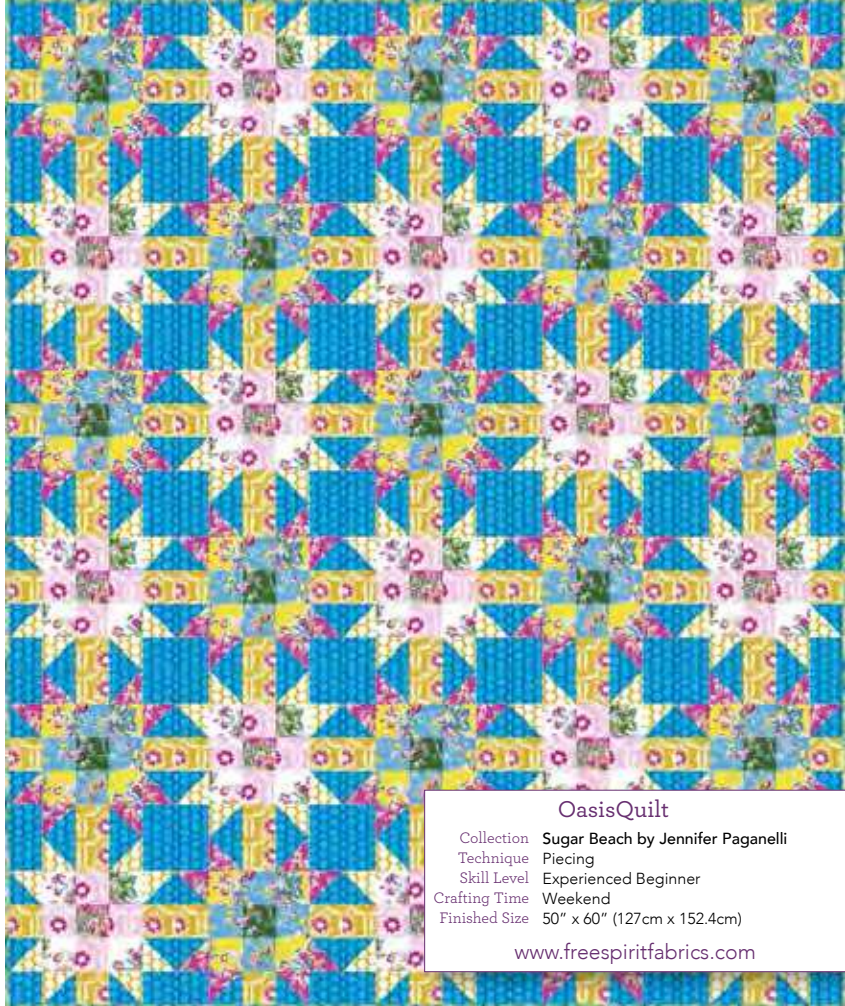 OasisQuilt
Collection Sugar Beach by Jennifer Paganelli
Technique Piecing
Skill Level Experienced Beginner
Crafting Time Weekend
Finished Size 50” x 60” (127cm x 152.4cm)
www.freespiritfabrics.com